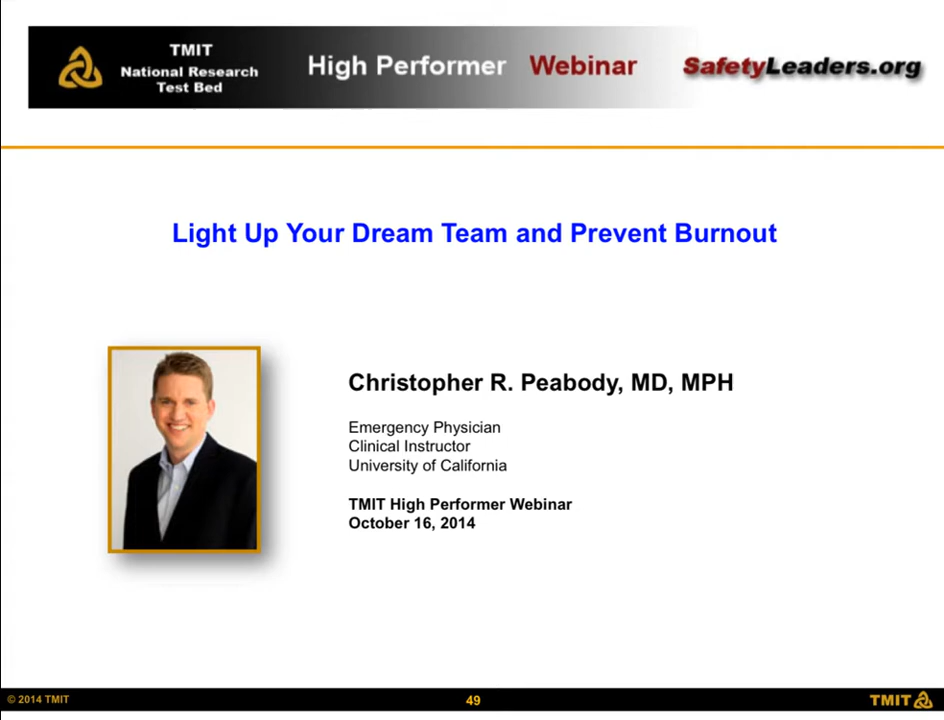 TMIT
National Research
Test Bed
High Performer Webinar
SafetyLeaders.org
Light Up Your Dream Team and Prevent Burnout
Christopher R. Peabody, MD, MPH
Emergency Physician
Clinical Instructor
University of California
TMIT High Performer Webinar
October 16, 2014
© 2014 TMIT
49
TMIT